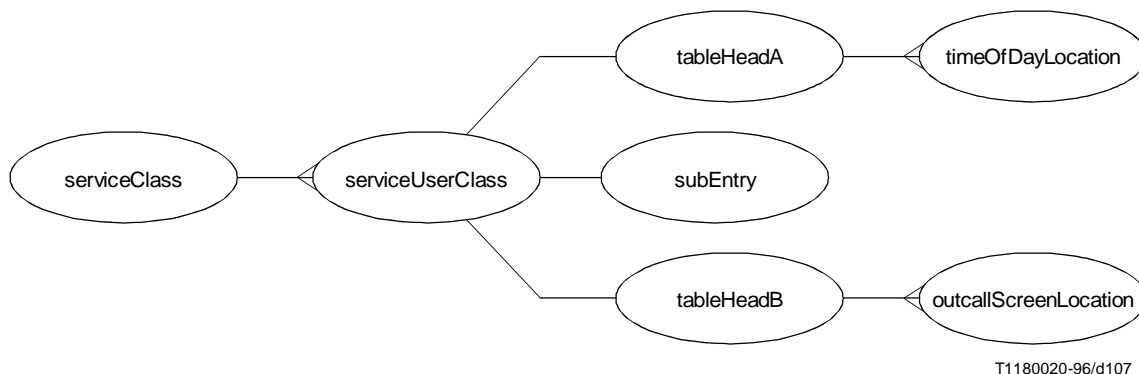 tableHeadA
timeOfDayLocation
serviceClass
serviceUserClass
subEntry
tableHeadB
outcallScreenLocation
T1180020-96/d107